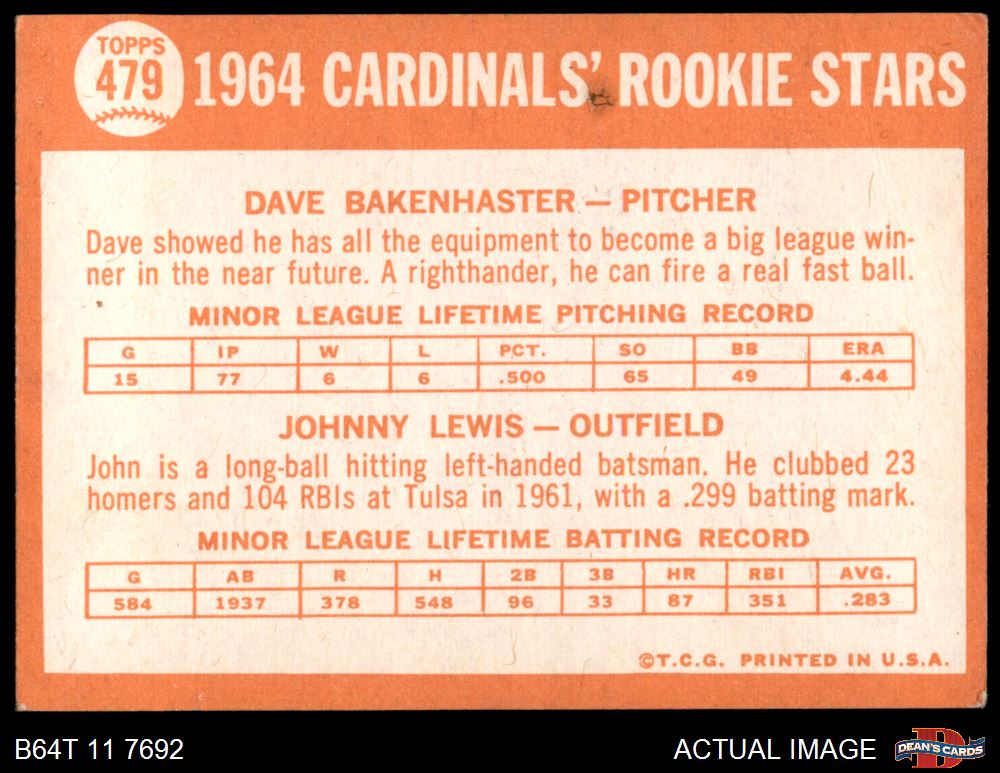 TOPPS
479
1964 CARDINALS' ROOKIE STARS
DAVE BAKENHASTER — PITCHER
Dave showed he has all the equipment to become a big league win-
ner in the near future. A righthander, he can fire a real fast ball.
MINOR LEAGUE LIFETIME PITCHING RECORD
G IP W L PCT. SO BB ERA
15 77 6 6 .500 65 49 4.44
JOHNNY LEWIS — OUTFIELD
John is a long-ball hitting left-handed batsman. He clubbed 23
homers and 104 RBIs at Tulsa in 1961, with a .299 batting mark.
MINOR LEAGUE LIFETIME BATTING RECORD
G AB R H 2B 3B HR RBI AVG.
584 1937 378 548 96 33 87 351 .283
©T.C.G. PRINTED IN U.S.A.
B64T 11 7692
ACTUAL IMAGE
D
DEAN'S CARDS